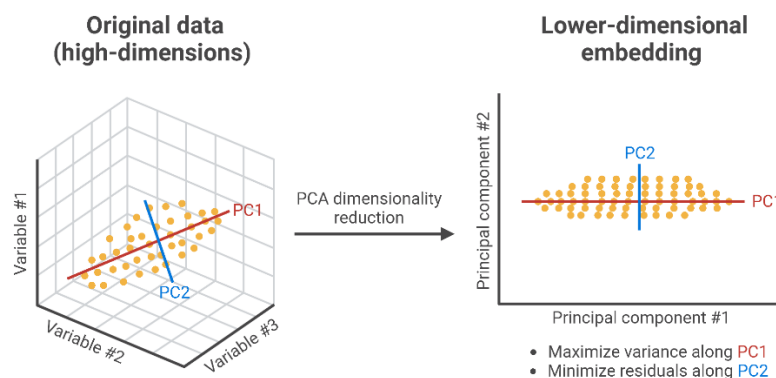 Original data
(high-dimensions)
Lower-dimensional
embedding
Variable #1
Variable #2
Variable #3
PC1
PC2
PCA dimensionality
reduction
Principal component #2
PC2
PC1
Principal component #1
• Maximize variance along PC1
• Minimize residuals along PC2